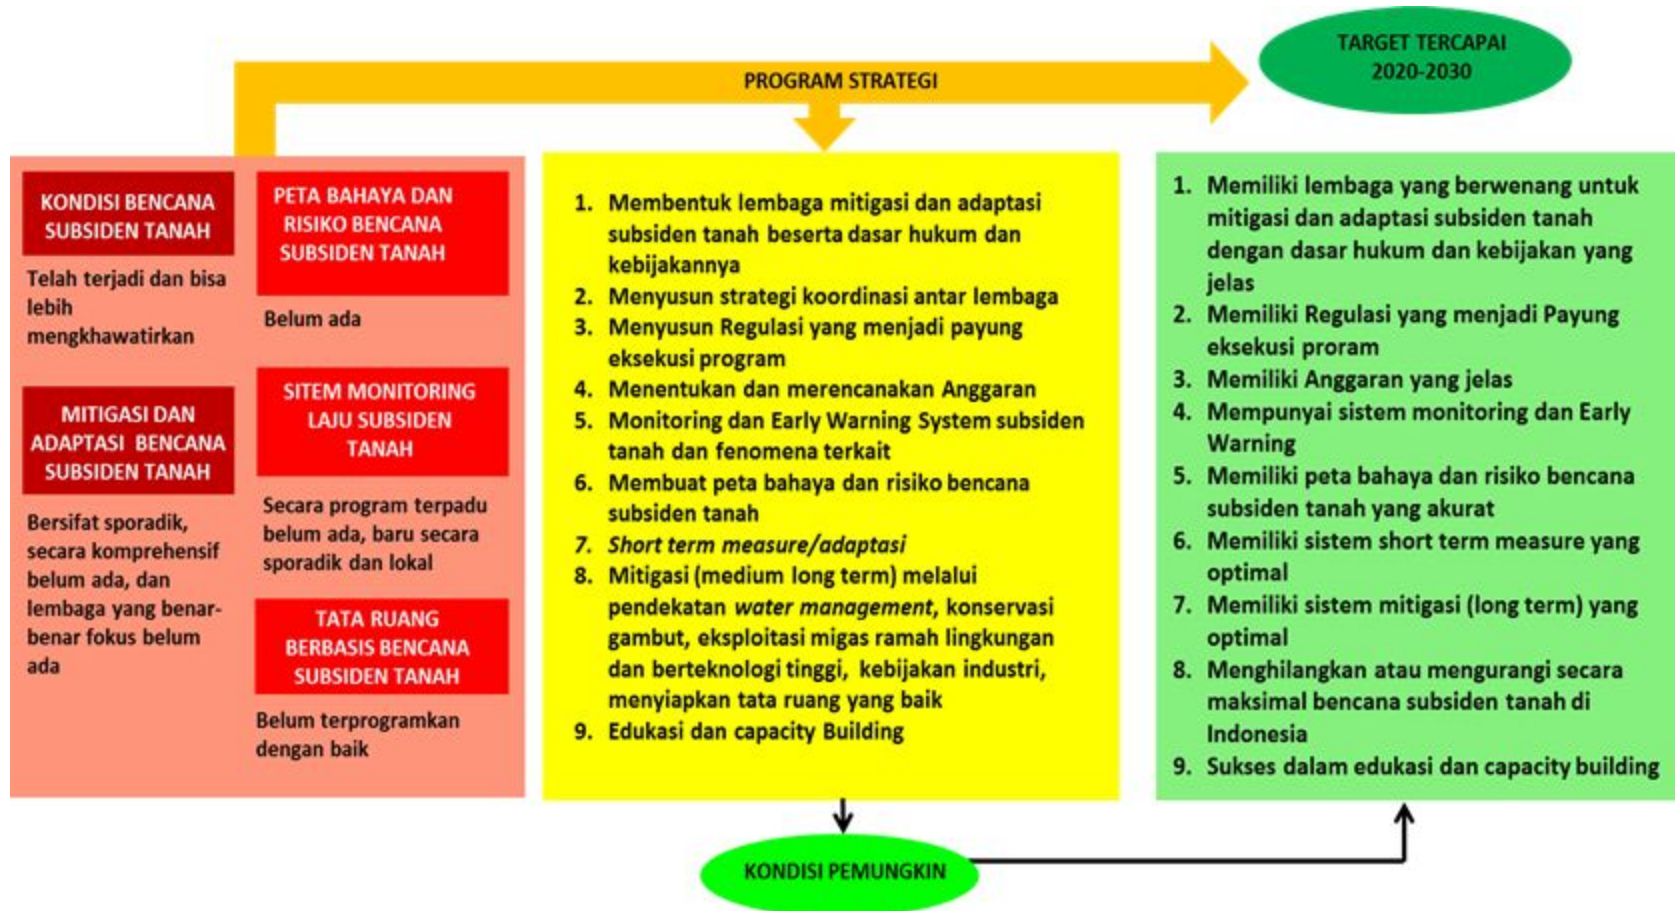 TARGET TERCAPAI
2020-2030
PROGRAM STRATEGI
KONDISI BENCANA
SUBSIDEN TANAH
Telah terjadi dan bisa
lebih
mengkhawatirkan
MITIGASI DAN
ADAPTASI BENCANA
SUBSIDEN TANAH
Bersifat sporadik,
secara komprehensif
belum ada, dan
lembaga yang benar-
benar fokus belum
ada
PETA BAHAYA DAN
RISIKO BENCANA
SUBSIDEN TANAH
Belum ada
SITEM MONITORING
LAJU SUBSIDEN
TANAH
Secara program terpadu
belum ada, baru secara
sporadik dan lokal
TATA RUANG
BERBASIS BENCANA
SUBSIDEN TANAH
Belum terprogramkan
dengan baik
1. Membentuk lembaga mitigasi dan adaptasi
subsiden tanah beserta dasar hukum dan
kebijakannya
2. Menyusun strategi koordinasi antar lembaga
3. Menyusun Regulasi yang menjadi payung
eksekusi program
4. Menentukan dan merencanakan Anggaran
5. Monitoring dan Early Warning System subsiden
tanah dan fenomena terkait
6. Membuat peta bahaya dan risiko bencana
subsiden tanah
7. Short term measure/adaptasi
8. Mitigasi (medium long term) melalui
pendekatan water management, konservasi
gambut, eksploitasi migas ramah lingkungan
dan berteknologi tinggi, kebijakan industri,
menyiapkan tata ruang yang baik
9. Edukasi dan capacity Building
1. Memiliki lembaga yang berwenang untuk
mitigasi dan adaptasi subsiden tanah
dengan dasar hukum dan kebijakan yang
jelas
2. Memiliki Regulasi yang menjadi Payung
eksekusi proram
3. Memiliki Anggaran yang jelas
4. Mempunyai sistem monitoring dan Early
Warning
5. Memiliki peta bahaya dan risiko bencana
subsiden tanah yang akurat
6. Memiliki sistem short term measure yang
optimal
7. Memiliki sistem mitigasi (long term) yang
optimal
8. Menghilangkan atau mengurangi secara
maksimal bencana subsiden tanah di
Indonesia
9. Sukses dalam edukasi dan capacity building
KONDISI PEMUNGKIN